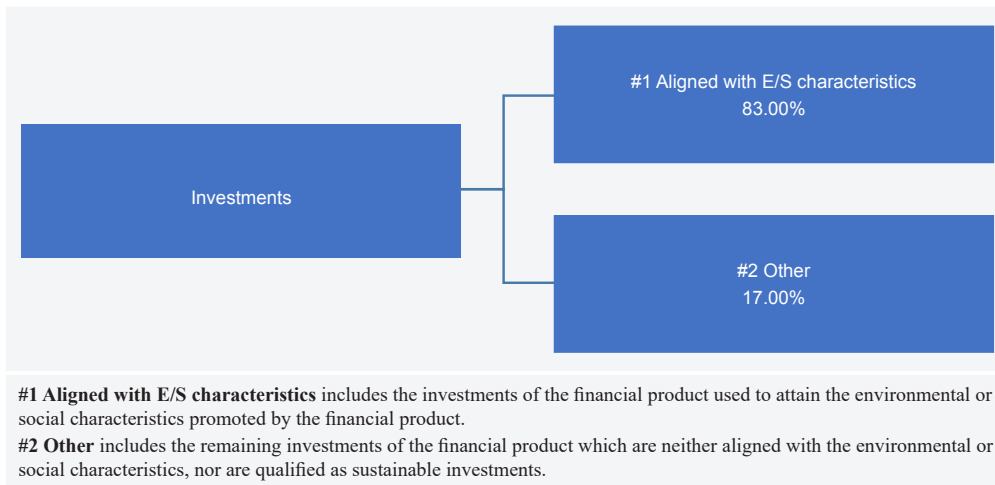 #1 Aligned with E/S characteristics
83.00%
Investments
#2 Other
17.00%
#1 Aligned with E/S characteristics includes the investments of the financial product used to attain the environmental or
social characteristics promoted by the financial product.
#2 Other includes the remaining investments of the financial product which are neither aligned with the environmental or
social characteristics, nor are qualified as sustainable investments.